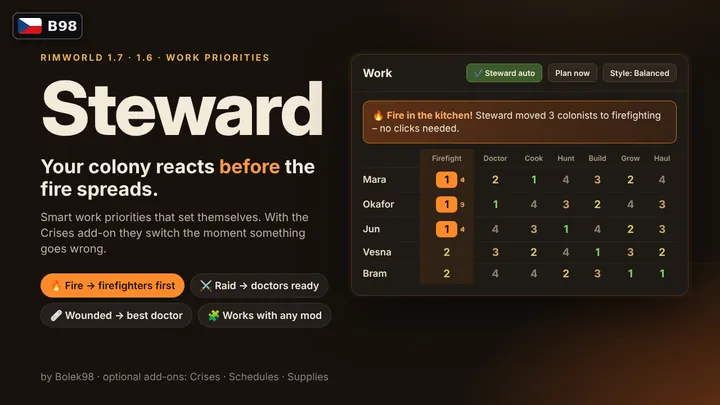 B98
RIMWORLD 1.7 · 1.6 · WORK PRIORITIES
Steward
Your colony reacts before the
fire spreads.
Smart work priorities that set themselves. With the
Crises add-on they switch the moment something
goes wrong.
🔥 Fire → firefighters first
⚔️ Raid → doctors ready
🩹 Wounded → best doctor
🧩 Works with any mod
by Bolek98 · optional add-ons: Crises · Schedules · Supplies
Work
✔ Steward auto
Plan now
Style: Balanced
🔥 Fire in the kitchen! Steward moved 3 colonists to firefighting
– no clicks needed.
Firefight Doctor Cook Hunt Build Grow Haul
Mara 1 4 2 1 4 3 2 4
Okafor 1 3 1 4 3 2 4 3
Jun 1 4 4 3 1 4 2 3
Vesna 2 3 2 4 1 3 2
Bram 2 4 4 2 3 1 1